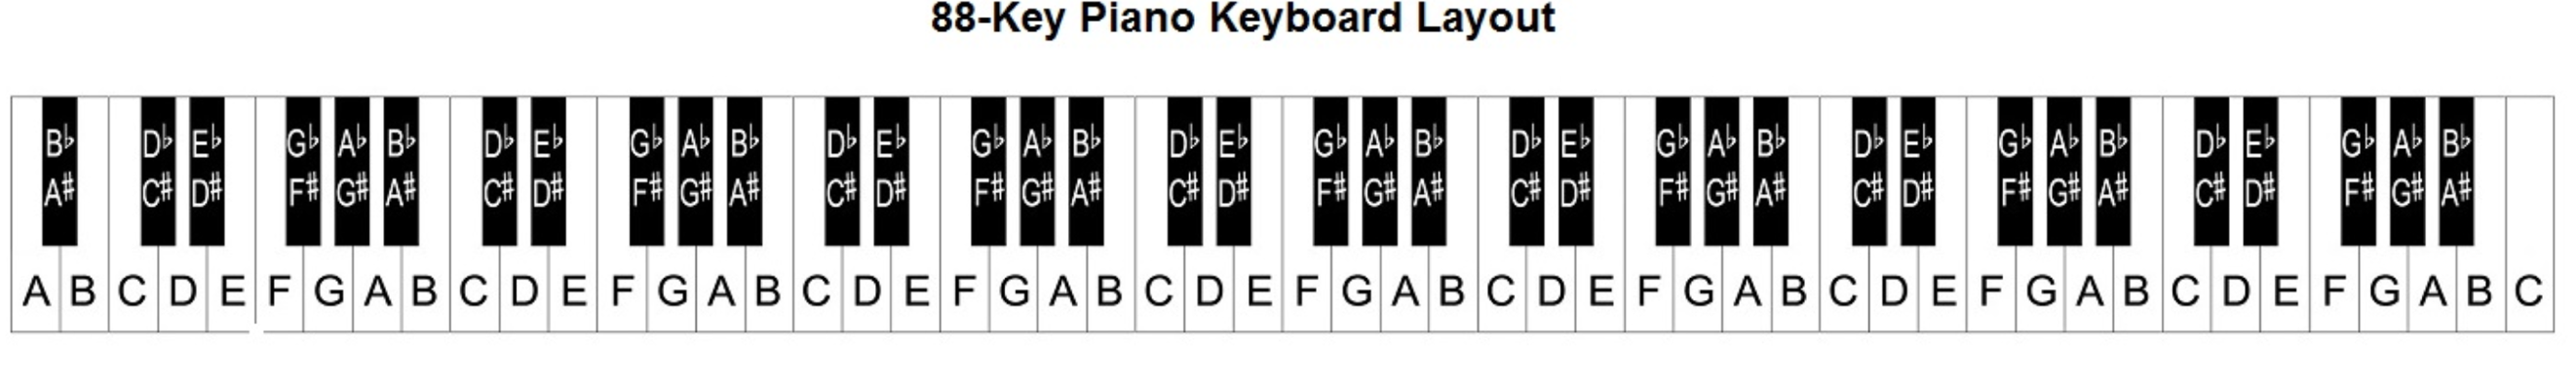 88-Key Piano Keyboard Layout
B♭ D♭ E♭ G♭ A♭ B♭ D♭ E♭ G♭ A♭ B♭ D♭ E♭ G♭ A♭ B♭ D♭ E♭ G♭ A♭ B♭ D♭ E♭ G♭ A♭ B♭ D♭ E♭ G♭ A♭ B♭ D♭ E♭ G♭ A♭ B♭
A# C# D# F# G# A# C# D# F# G# A# C# D# F# G# A# C# D# F# G# A# C# D# F# G# A# C# D# F# G# A# C# D# F# G# A#
A B C D E F G A B C D E F G A B C D E F G A B C D E F G A B C D E F G A B C D E F G A B C D E F G A B C